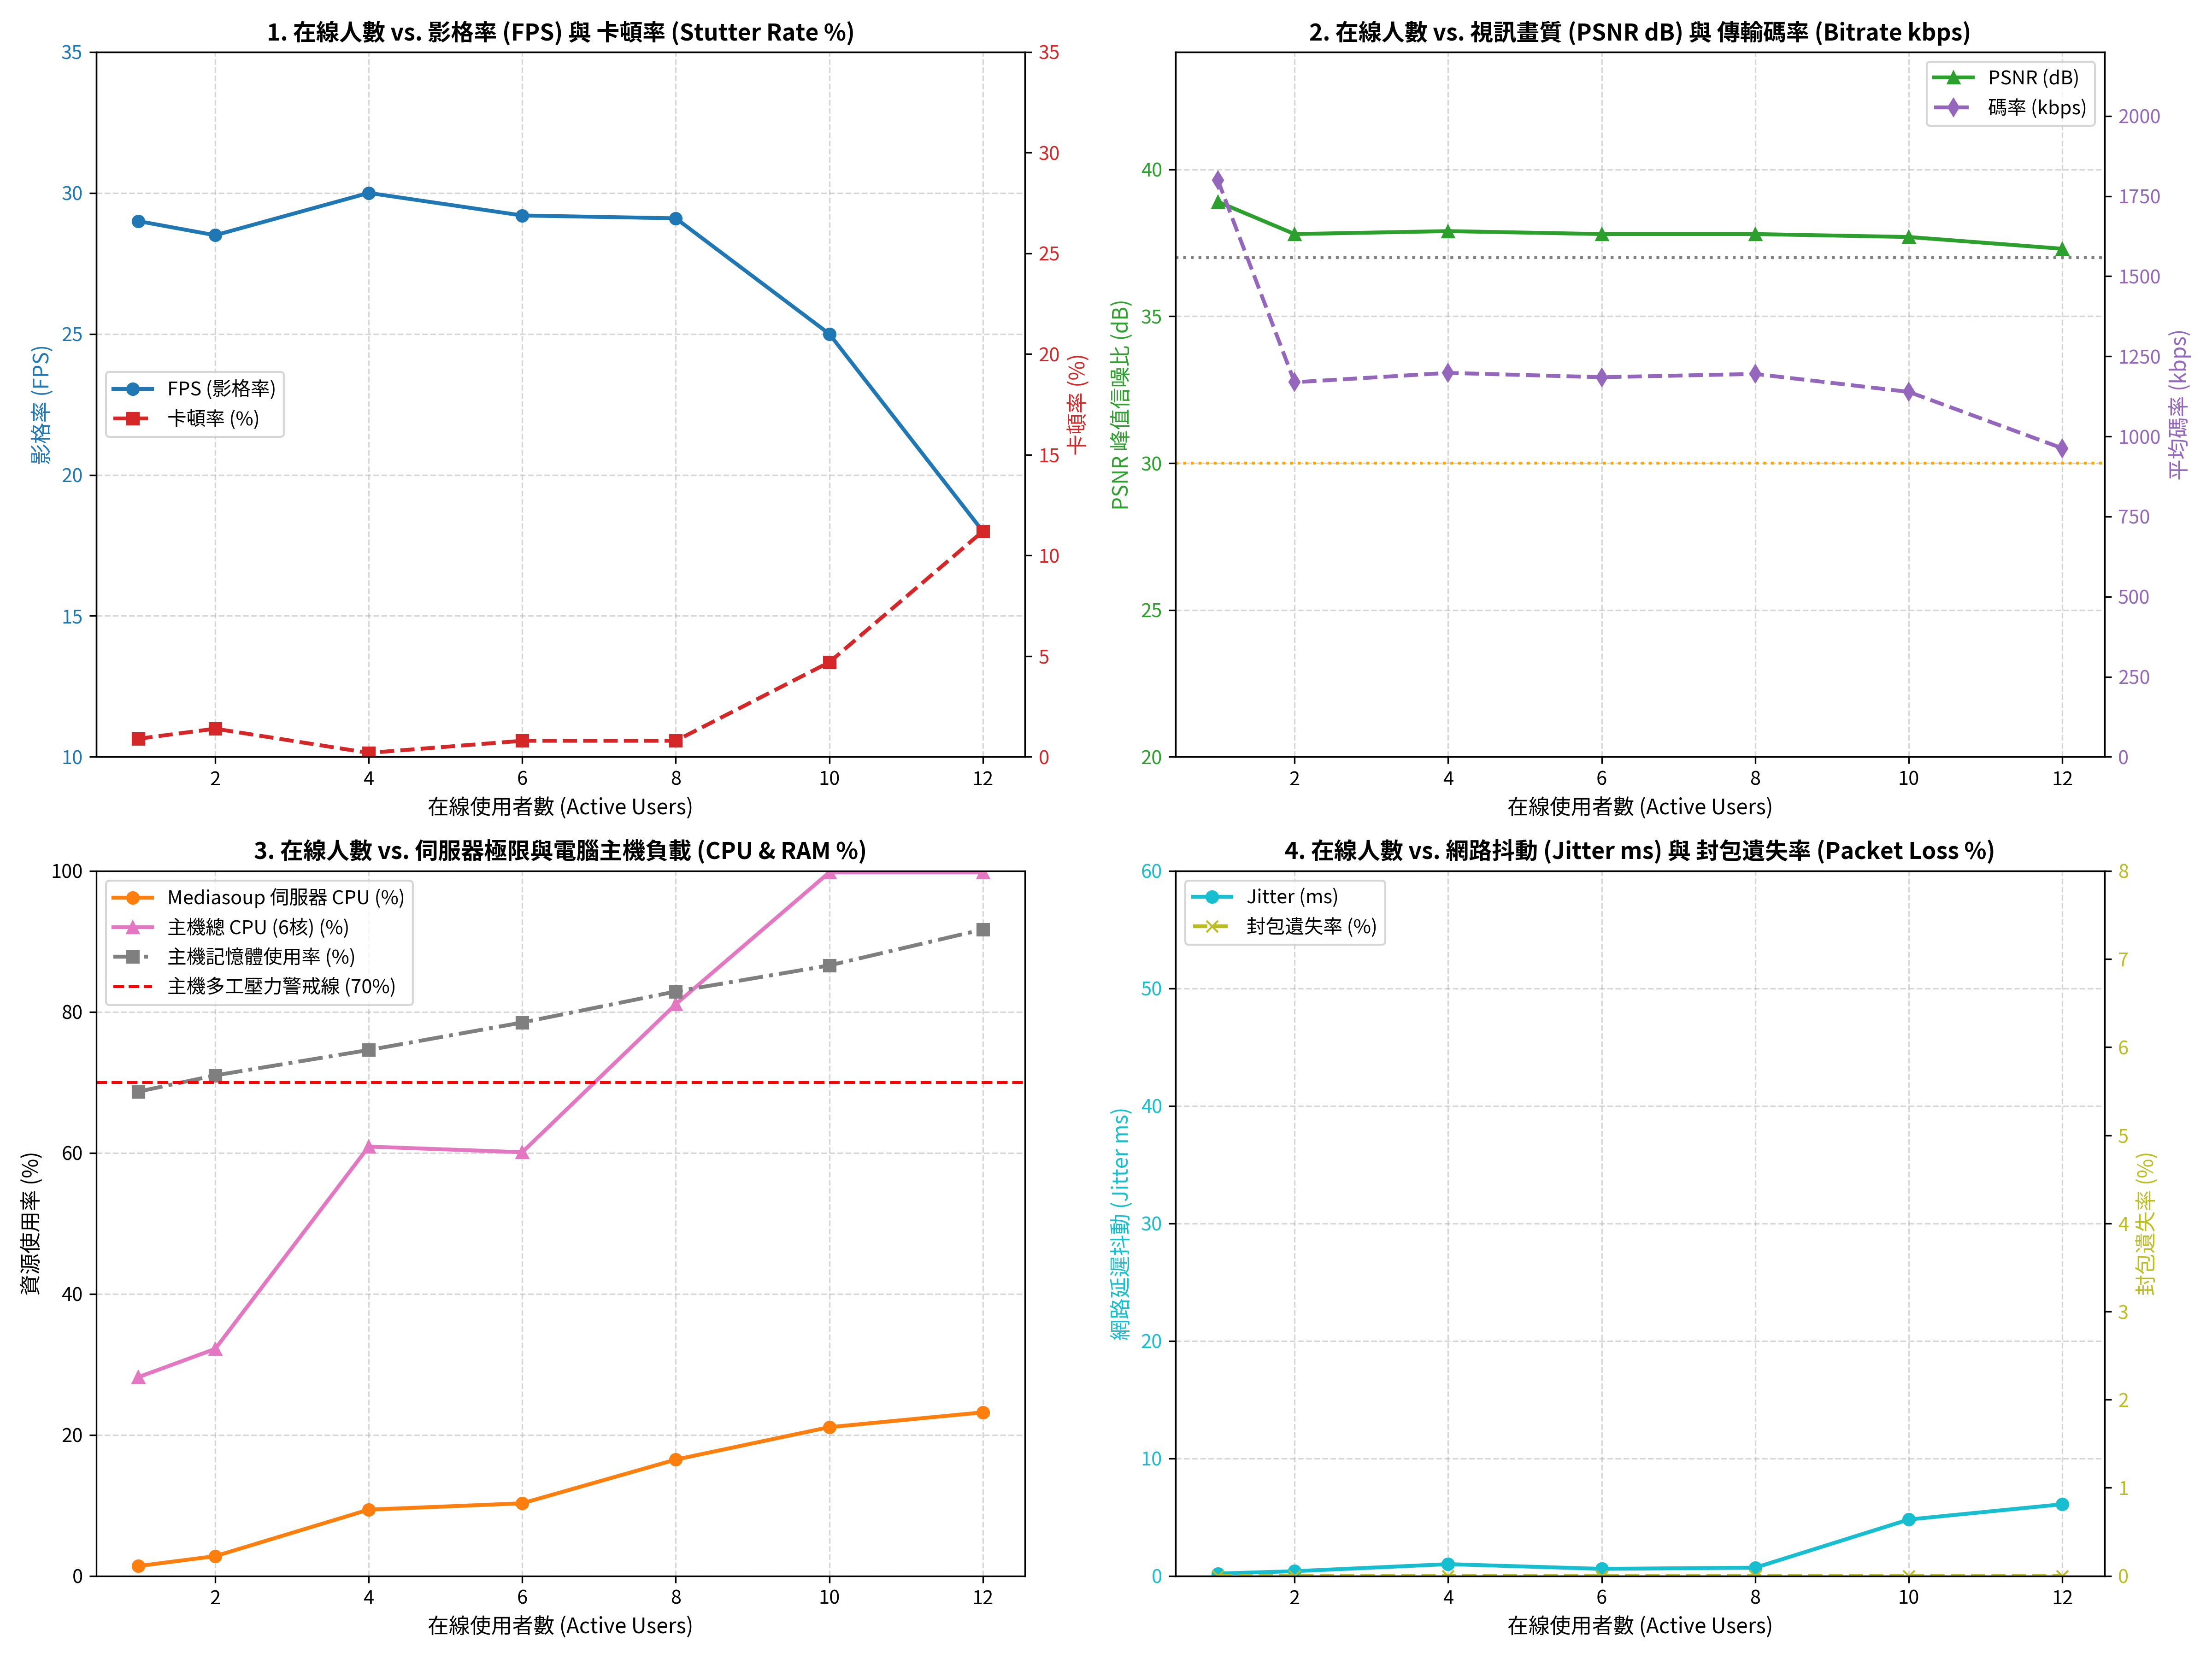 1. 在線人數 vs. 影格率 (FPS) 與 卡頓率 (Stutter Rate %)
35
30
25
20
15
10
影格率 (FPS)
FPS (影格率)
卡頓率 (%)
35
30
25
20
15
10
5
0
卡頓率 (%)
2 4 6 8 10 12
在線使用者數 (Active Users)
2. 在線人數 vs. 視訊畫質 (PSNR dB) 與 傳輸碼率 (Bitrate kbps)
40
35
30
25
20
PSNR 峰值信噪比 (dB)
PSNR (dB)
碼率 (kbps)
2000
1750
1500
1250
1000
750
500
250
0
平均碼率 (kbps)
2 4 6 8 10 12
在線使用者數 (Active Users)
3. 在線人數 vs. 伺服器極限與電腦主機負載 (CPU & RAM %)
100
80
60
40
20
0
資源使用率 (%)
Mediasoup 伺服器 CPU (%)
主機總 CPU (6核) (%)
主機記憶體使用率 (%)
主機多工壓力警戒線 (70%)
2 4 6 8 10 12
在線使用者數 (Active Users)
4. 在線人數 vs. 網路抖動 (Jitter ms) 與 封包遺失率 (Packet Loss %)
60
50
40
30
20
10
0
網路延遲抖動 (Jitter ms)
Jitter (ms)
封包遺失率 (%)
8
7
6
5
4
3
2
1
0
封包遺失率 (%)
2 4 6 8 10 12
在線使用者數 (Active Users)